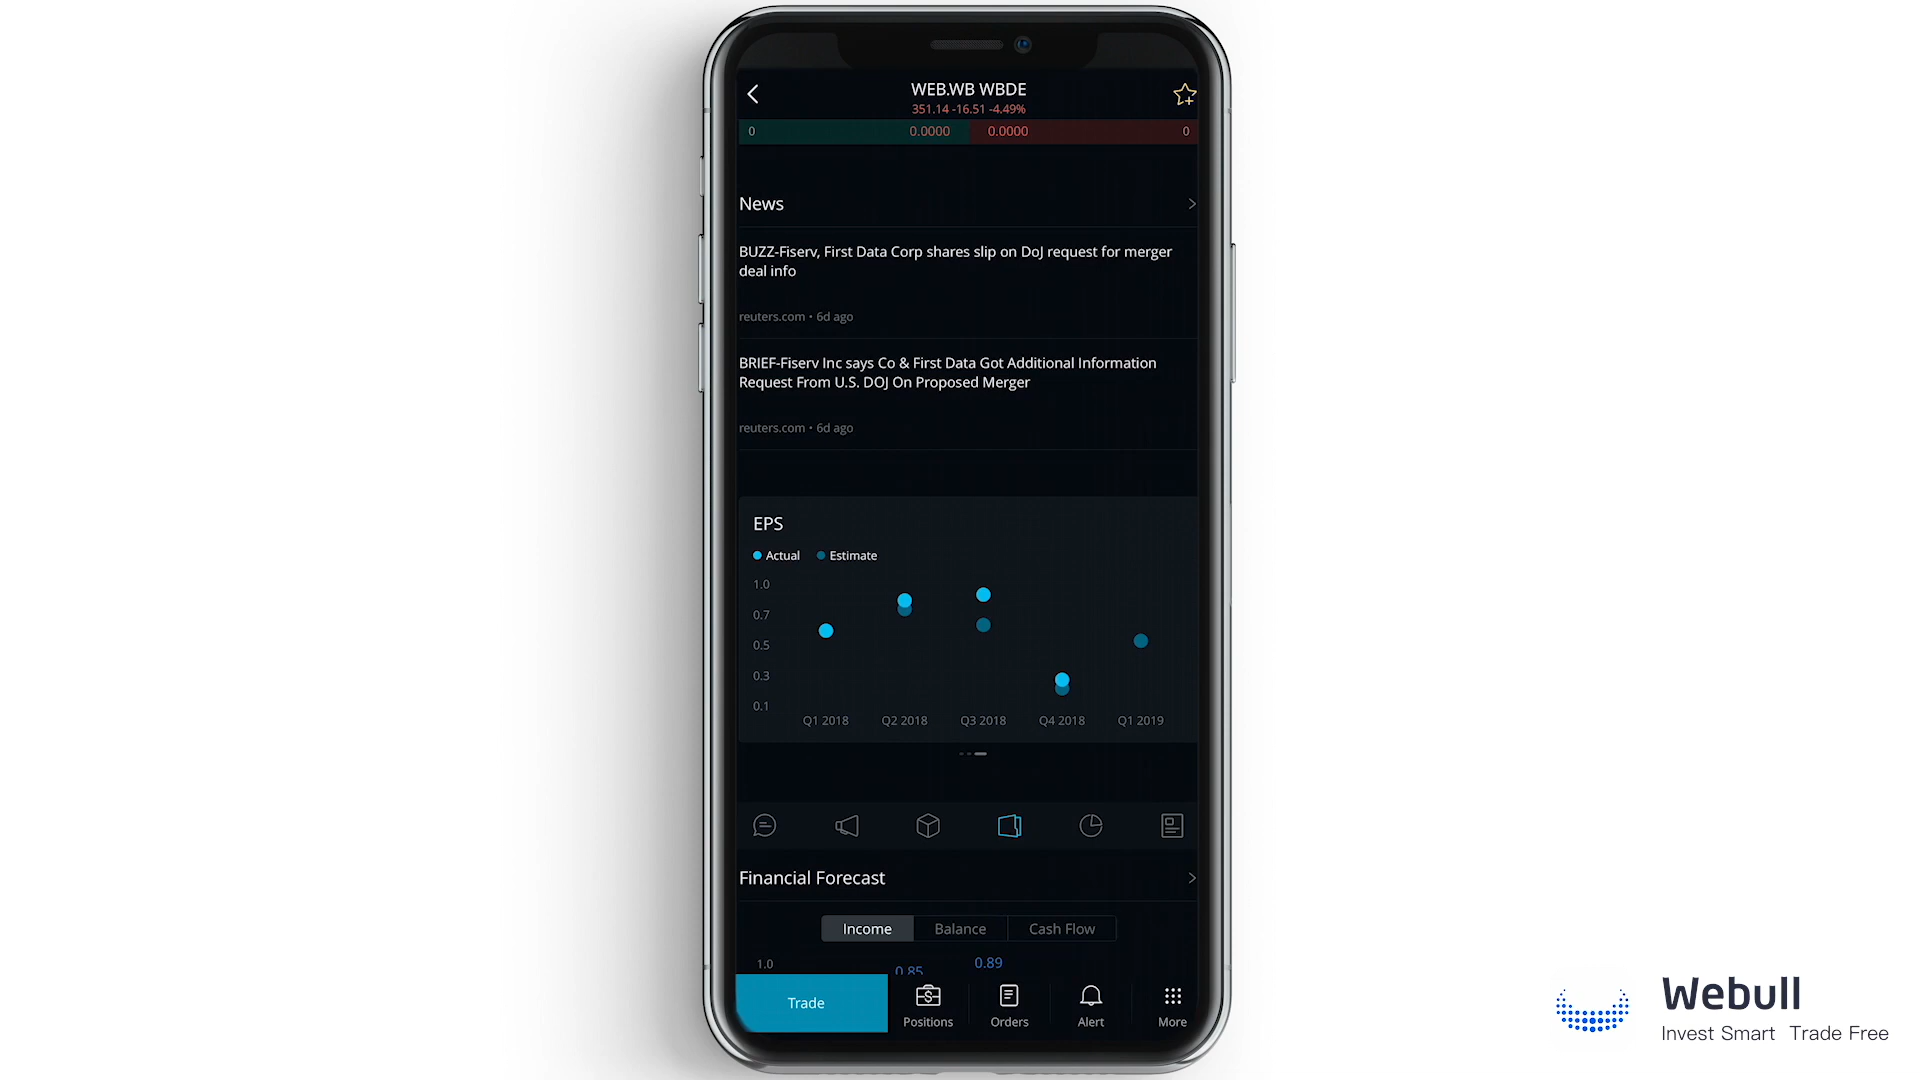 WEB.WB WBDE
351.14 -16.51 -4.49%
0 0.0000 0.0000 0
News
BUZZ-Fiserv, First Data Corp shares slip on DoJ request for merger
deal info
reuters.com • 6d ago
BRIEF-Fiserv Inc says Co & First Data Got Additional Information
Request From U.S. DOJ On Proposed Merger
reuters.com • 6d ago
EPS
Actual Estimate
1.0
0.7
0.5
0.3
0.1
Q1 2018 Q2 2018 Q3 2018 Q4 2018 Q1 2019
Financial Forecast
Income Balance Cash Flow
1.0 0.85 0.89
Trade Positions Orders Alert More
Webull
Invest Smart Trade Free